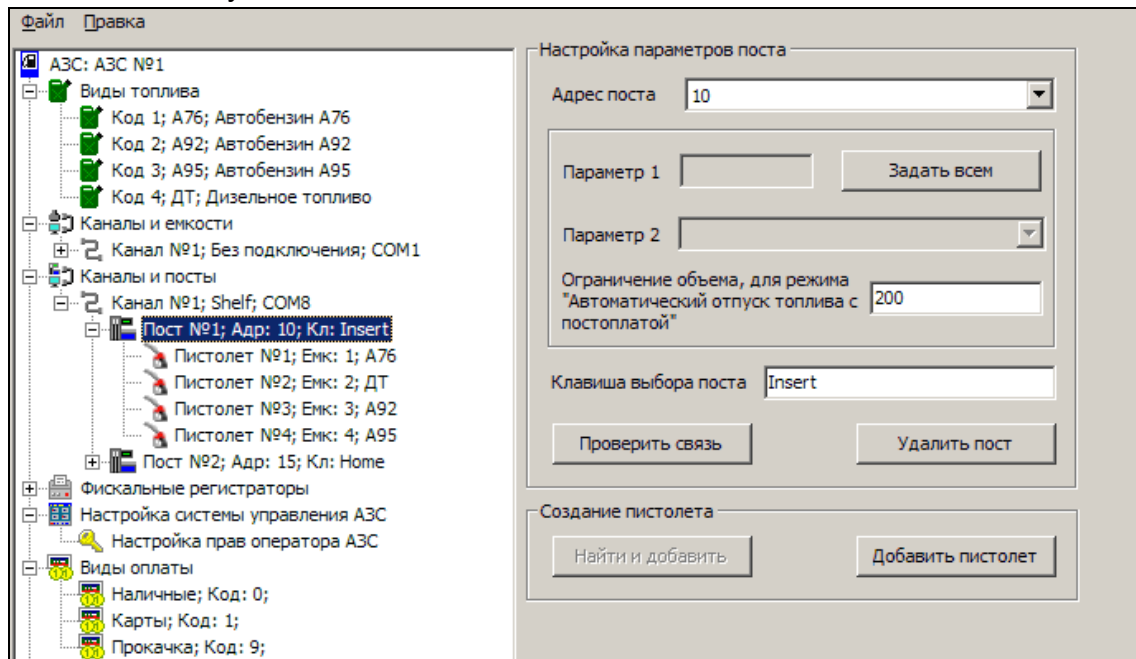 Файл Правка
АЗС: АЗС №1
Виды топлива
Код 1; А76; Автобензин А76
Код 2; А92; Автобензин А92
Код 3; А95; Автобензин А95
Код 4; ДТ; Дизельное топливо
Каналы и емкости
Канал №1; Без подключения; COM1
Каналы и посты
Канал №1; Shelf; COM8
Пост №1; Адр: 10; Кл: Insert
Пистолет №1; Емк: 1; А76
Пистолет №2; Емк: 2; ДТ
Пистолет №3; Емк: 3; А92
Пистолет №4; Емк: 4; А95
Пост №2; Адр: 15; Кл: Home
Фискальные регистраторы
Настройка системы управления АЗС
Настройка прав оператора АЗС
Виды оплаты
Наличные; Код: 0;
Карты; Код: 1;
Прокачка; Код: 9;
Настройка параметров поста
Адрес поста 10
Параметр 1 Задать всем
Параметр 2
Ограничение объема, для режима
"Автоматический отпуск топлива с 200
постоплатой"
Клавиша выбора поста Insert
Проверить связь Удалить пост
Создание пистолета
Найти и добавить Добавить пистолет